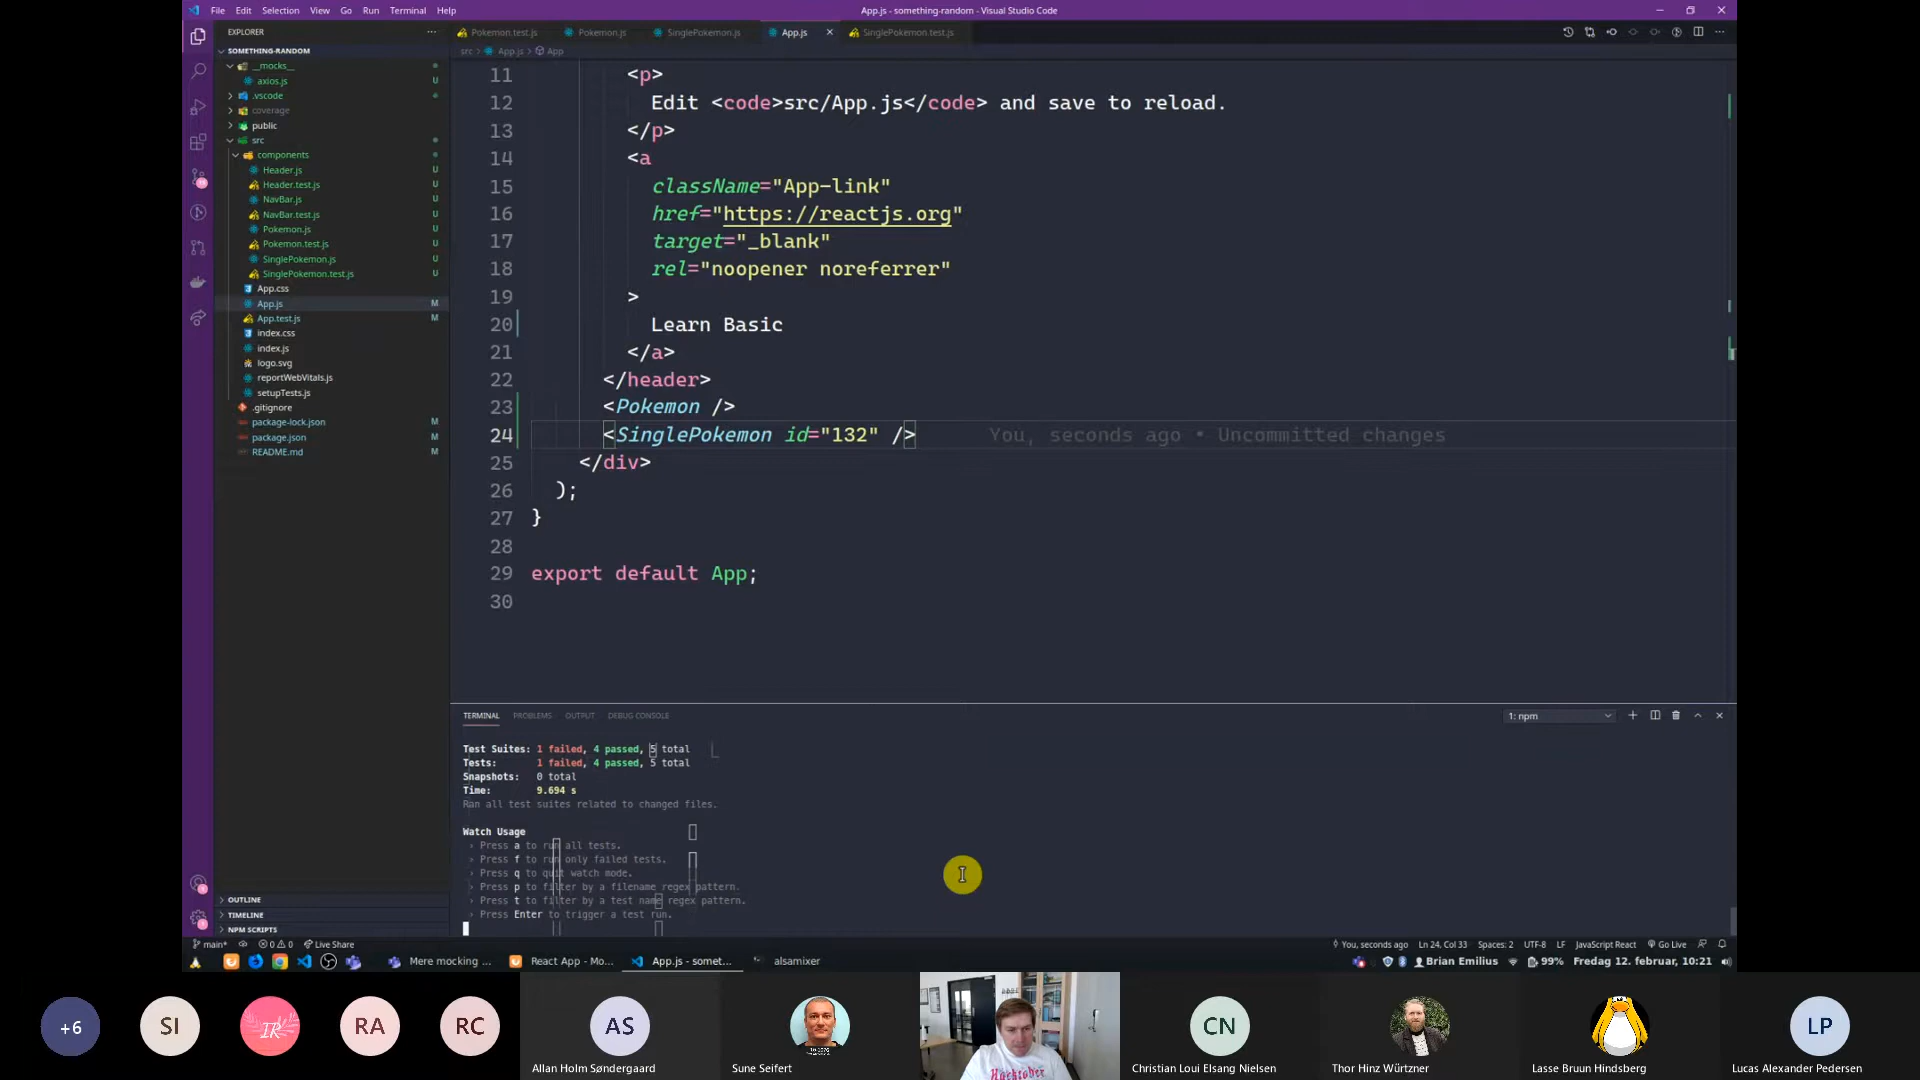 File Edit Selection View Go Run Terminal Help
App.js - something-random - Visual Studio Code
EXPLORER
SOMETHING-RANDOM
__mocks__
axios.js U
.vscode
coverage
public
src
components
Header.js U
Header.test.js U
NavBar.js U
NavBar.test.js U
Pokemon.js U
Pokemon.test.js U
SinglePokemon.js U
SinglePokemon.test.js U
App.css
App.js M
App.test.js M
index.css
index.js
logo.svg
reportWebVitals.js
setupTests.js
.gitignore
package-lock.json M
package.json M
README.md M
OUTLINE
TIMELINE
NPM SCRIPTS
Pokemon.test.js Pokemon.js SinglePokemon.js App.js SinglePokemon.test.js
src > App.js > App
11 <p>
12 Edit <code>src/App.js</code> and save to reload.
13 </p>
14 <a
15 className="App-link"
16 href="https://reactjs.org"
17 target="_blank"
18 rel="noopener noreferrer"
19 >
20 Learn Basic
21 </a>
22 </header>
23 <Pokemon />
24 <SinglePokemon id="132" /> You, seconds ago • Uncommitted changes
25 </div>
26 );
27 }
28
29 export default App;
30
TERMINAL PROBLEMS OUTPUT DEBUG CONSOLE
1: npm
Test Suites: 1 failed, 4 passed, 5 total
Tests: 1 failed, 4 passed, 5 total
Snapshots: 0 total
Time: 9.694 s
Ran all test suites related to changed files.
Watch Usage
› Press a to run all tests.
› Press f to run only failed tests.
› Press q to quit watch mode.
› Press p to filter by a filename regex pattern.
› Press t to filter by a test name regex pattern.
› Press Enter to trigger a test run.
main* 0 0 Live Share
You, seconds ago Ln 24, Col 33 Spaces: 2 UTF-8 LF JavaScript React Go Live
Mere mocking ... React App - Mo... App.js - somet... alsamixer
Brian Emilius 99% Fredag 12. februar, 10:21
+6 SI RA RC AS CN LP
Hacktober
Allan Holm Søndergaard
Sune Seifert
Christian Loui Elsang Nielsen
Thor Hinz Würtzner
Lasse Bruun Hindsberg
Lucas Alexander Pedersen